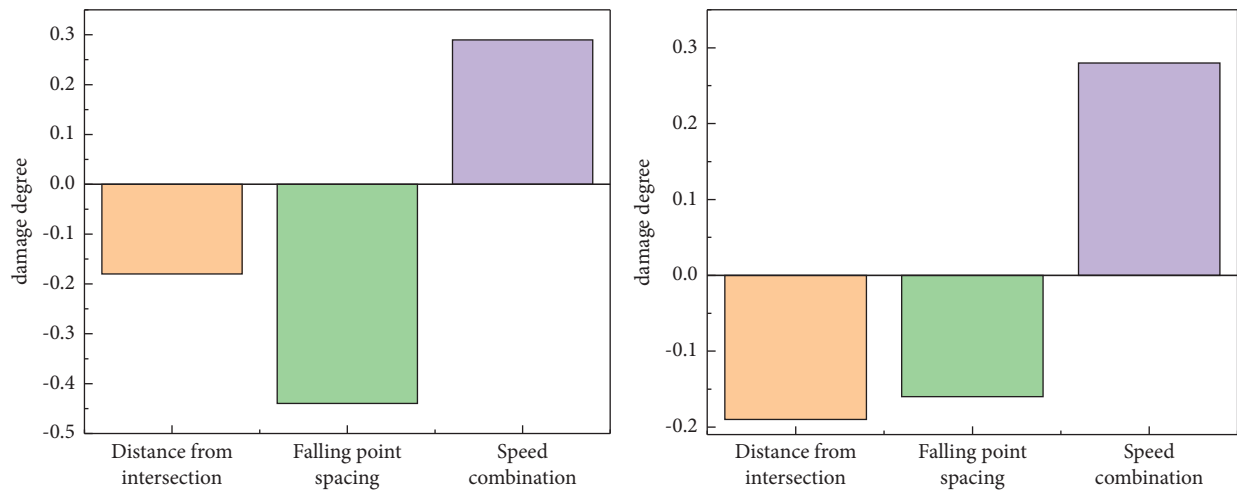 damage degree
0.3
0.2
0.1
0.0
-0.1
-0.2
-0.3
-0.4
-0.5
Distance from
intersection
Falling point
spacing
Speed
combination
damage degree
0.3
0.2
0.1
0.0
-0.1
-0.2
Distance from
intersection
Falling point
spacing
Speed
combination